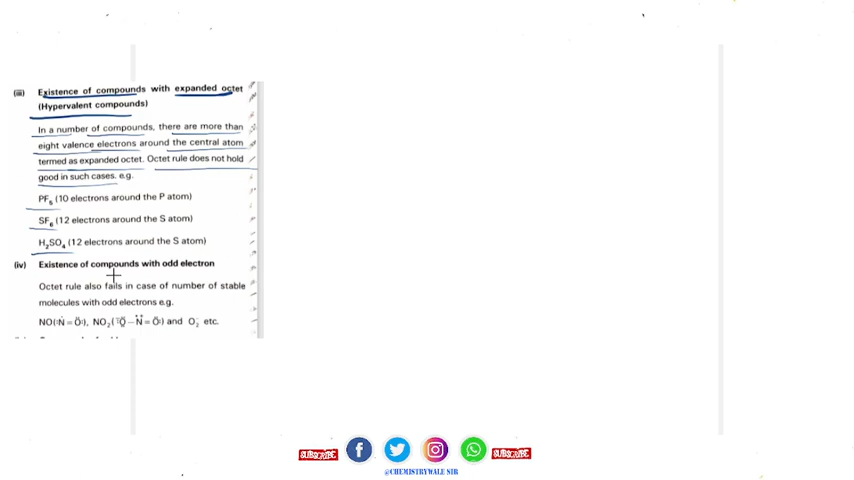 (iii) Existence of compounds with expanded octet
(Hypervalent compounds)
In a number of compounds, there are more than
eight valence electrons around the central atom
termed as expanded octet. Octet rule does not hold
good in such cases. e.g.
PF₅ (10 electrons around the P atom)
SF₆ (12 electrons around the S atom)
H₂SO₄ (12 electrons around the S atom)
(iv) Existence of compounds with odd electron
Octet rule also fails in case of number of stable
molecules with odd electrons e.g.
NO(:Ṅ = Ö:), NO₂(⁻:Ö – N̈ = Ö:) and O₂⁻ etc.
SUBSCRIBE
SUBSCRIBE
@CHEMISTRYWALE SIR